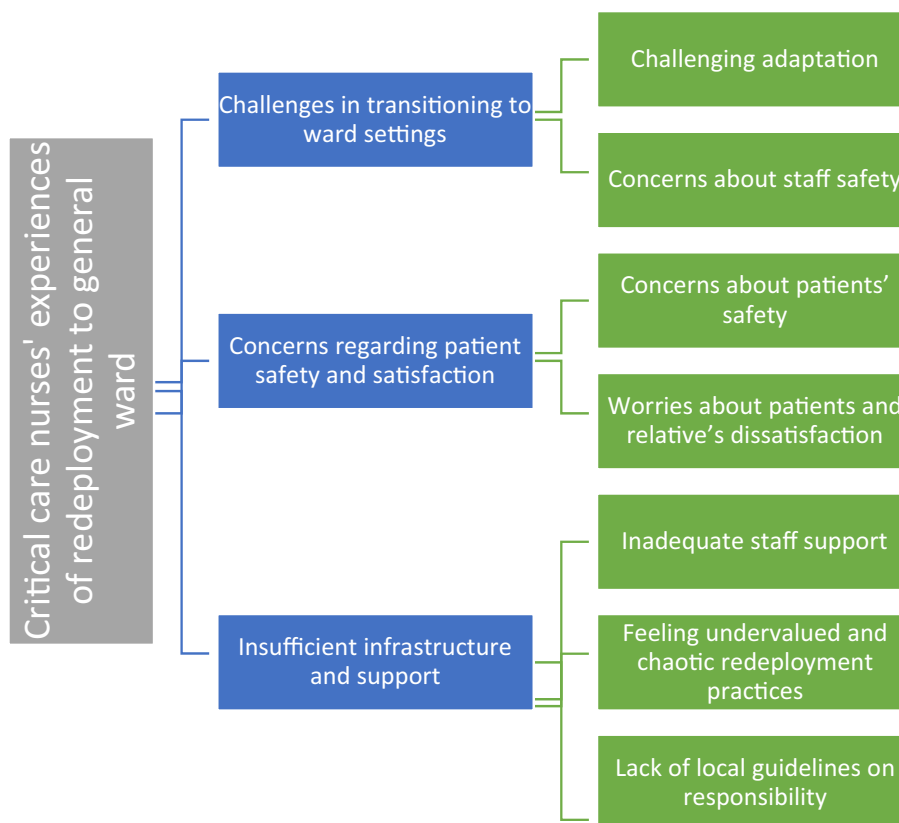 Critical care nurses' experiences
of redeployment to general
ward
Challenges in transitioning to
ward settings
Challenging adaptation
Concerns about staff safety
Concerns regarding patient
safety and satisfaction
Concerns about patients’
safety
Worries about patients and
relative’s dissatisfaction
Insufficient infrastructure
and support
Inadequate staff support
Feeling undervalued and
chaotic redeployment
practices
Lack of local guidelines on
responsibility